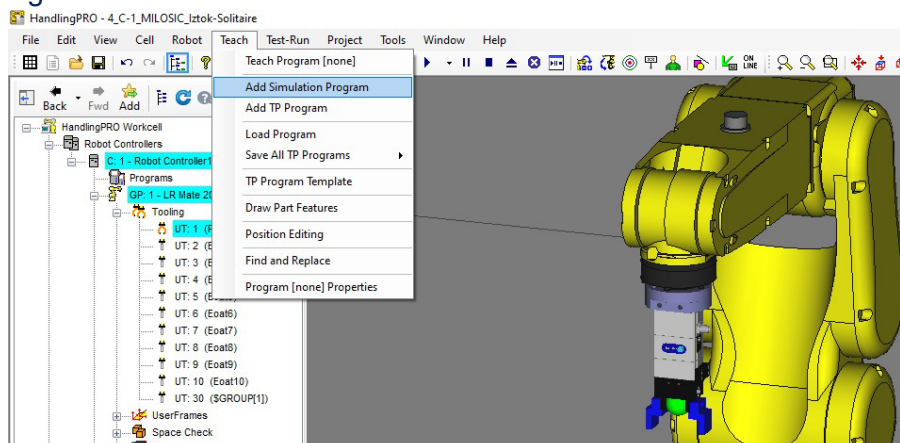 HandlingPRO - 4_C-1_MILOSIC_Iztok-Solitaire
File Edit View Cell Robot Teach Test-Run Project Tools Window Help
Teach Program [none]
Add Simulation Program
Add TP Program
Load Program
Save All TP Programs
TP Program Template
Draw Part Features
Position Editing
Find and Replace
Program [none] Properties
ON
LINE
Back Fwd Add
HandlingPRO Workcell
Robot Controllers
C: 1 - Robot Controller1
Programs
GP: 1 - LR Mate 20
Tooling
UT: 1
UT: 2
UT: 3
UT: 4
UT: 5
UT: 6 (Eoat6)
UT: 7 (Eoat7)
UT: 8 (Eoat8)
UT: 9 (Eoat9)
UT: 10 (Eoat10)
UT: 30 ($GROUP[1])
UserFrames
Space Check